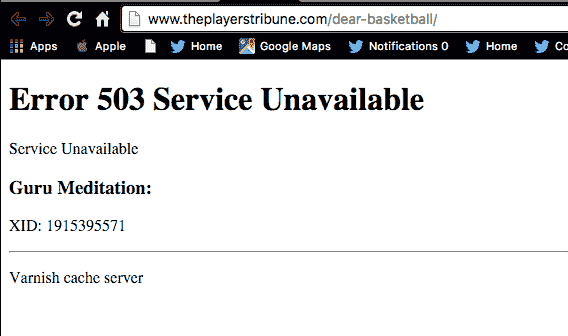 www.theplayerstribune.com/dear-basketball/
Apps Apple Home Google Maps Notifications 0 Home Co
Error 503 Service Unavailable
Service Unavailable
Guru Meditation:
XID: 1915395571
Varnish cache server